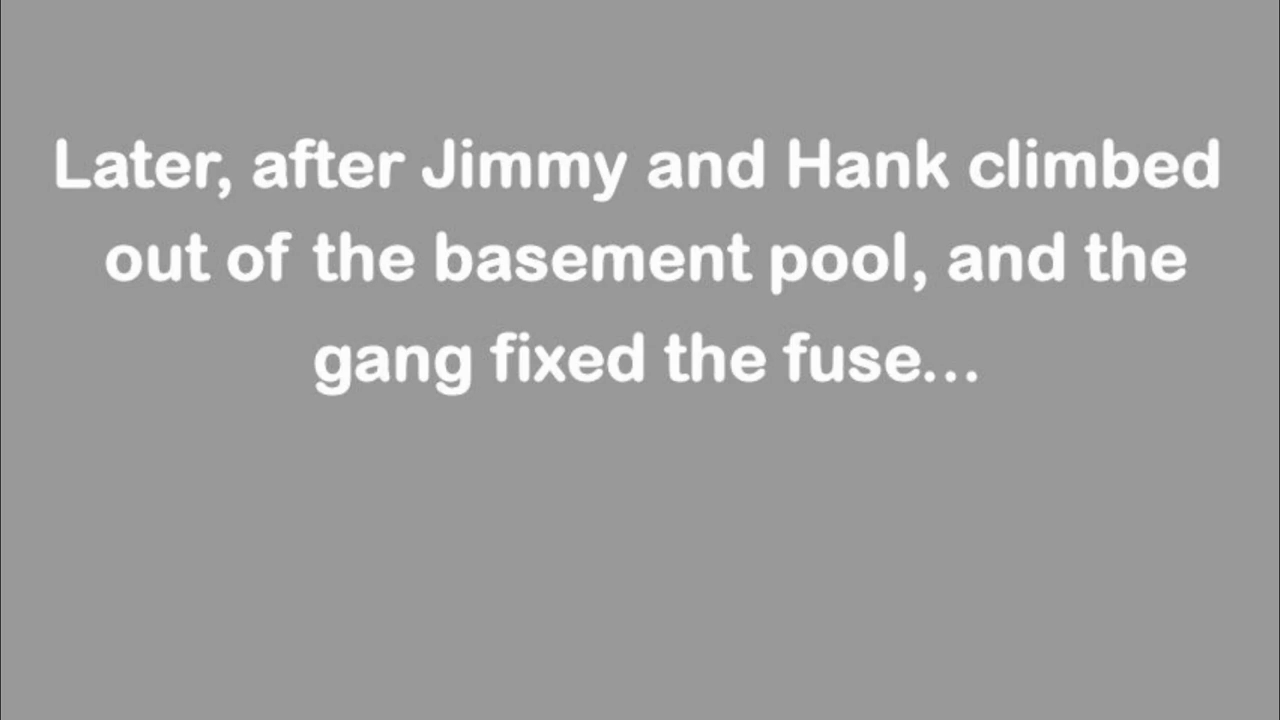 Later, after Jimmy and Hank climbed
out of the basement pool, and the
gang fixed the fuse...